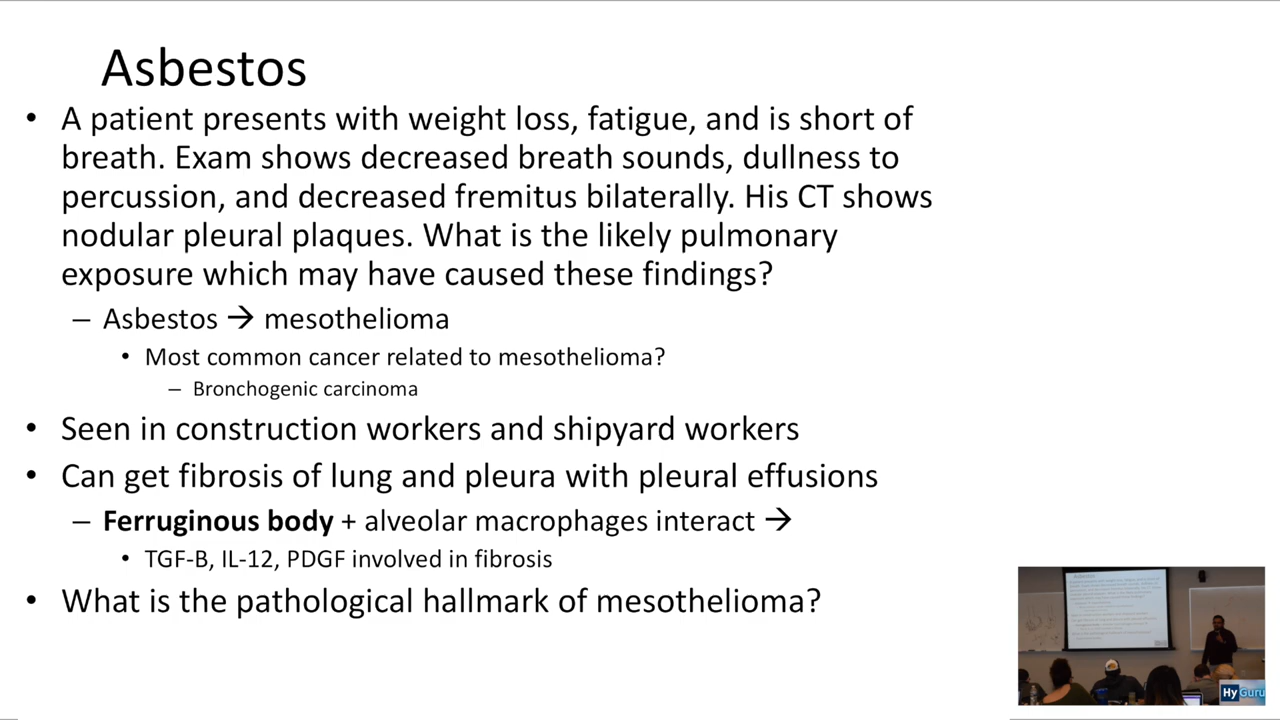 Asbestos
• A patient presents with weight loss, fatigue, and is short of
breath. Exam shows decreased breath sounds, dullness to
percussion, and decreased fremitus bilaterally. His CT shows
nodular pleural plaques. What is the likely pulmonary
exposure which may have caused these findings?
– Asbestos → mesothelioma
• Most common cancer related to mesothelioma?
– Bronchogenic carcinoma
• Seen in construction workers and shipyard workers
• Can get fibrosis of lung and pleura with pleural effusions
– Ferruginous body + alveolar macrophages interact →
• TGF-B, IL-12, PDGF involved in fibrosis
• What is the pathological hallmark of mesothelioma?
Asbestos
Hy Guru